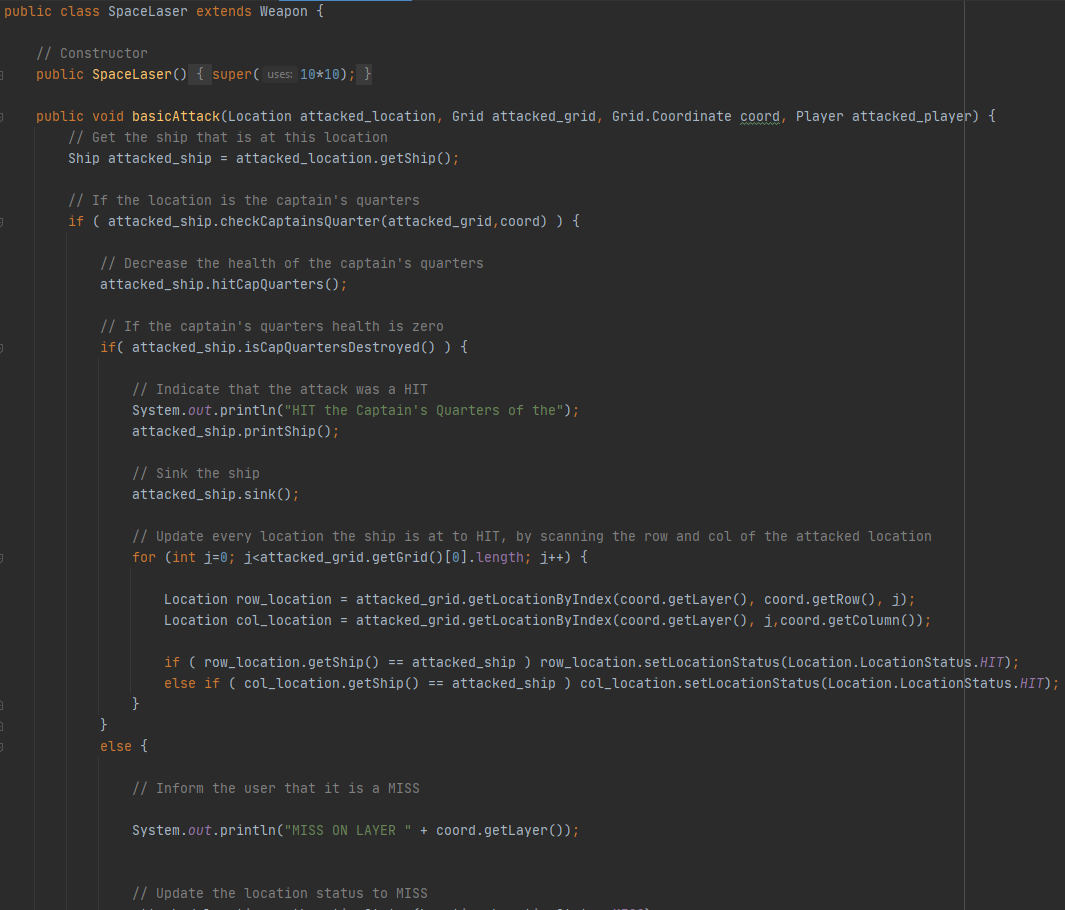 public class SpaceLaser extends Weapon {
// Constructor
public SpaceLaser() { super( uses: 10*10); }
public void basicAttack(Location attacked_location, Grid attacked_grid, Grid.Coordinate coord, Player attacked_player) {
// Get the ship that is at this location
Ship attacked_ship = attacked_location.getShip();
// If the location is the captain's quarters
if ( attacked_ship.checkCaptainsQuarter(attacked_grid,coord) ) {
// Decrease the health of the captain's quarters
attacked_ship.hitCapQuarters();
// If the captain's quarters health is zero
if( attacked_ship.isCapQuartersDestroyed() ) {
// Indicate that the attack was a HIT
System.out.println("HIT the Captain's Quarters of the");
attacked_ship.printShip();
// Sink the ship
attacked_ship.sink();
// Update every location the ship is at to HIT, by scanning the row and col of the attacked location
for (int j=0; j<attacked_grid.getGrid()[0].length; j++) {
Location row_location = attacked_grid.getLocationByIndex(coord.getLayer(), coord.getRow(), j);
Location col_location = attacked_grid.getLocationByIndex(coord.getLayer(), j,coord.getColumn());
if ( row_location.getShip() == attacked_ship ) row_location.setLocationStatus(Location.LocationStatus.HIT);
else if ( col_location.getShip() == attacked_ship ) col_location.setLocationStatus(Location.LocationStatus.HIT);
}
}
else {
// Inform the user that it is a MISS
System.out.println("MISS ON LAYER " + coord.getLayer());
// Update the location status to MISS